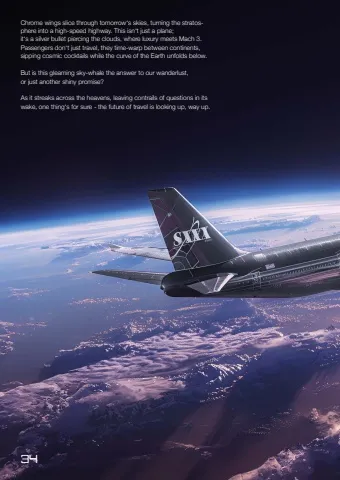 Chrome wings slice through tomorrow's skies, turning the stratos-
phere into a high-speed highway. This isn't just a plane;
it's a silver bullet piercing the clouds, where luxury meets Mach 3.
Passengers don't just travel, they time-warp between continents,
sipping cosmic cocktails while the curve of the Earth unfolds below.
But is this gleaming sky-whale the answer to our wanderlust,
or just another shiny promise?
As it streaks across the heavens, leaving contrails of questions in its
wake, one thing's for sure - the future of travel is looking up, way up.
34